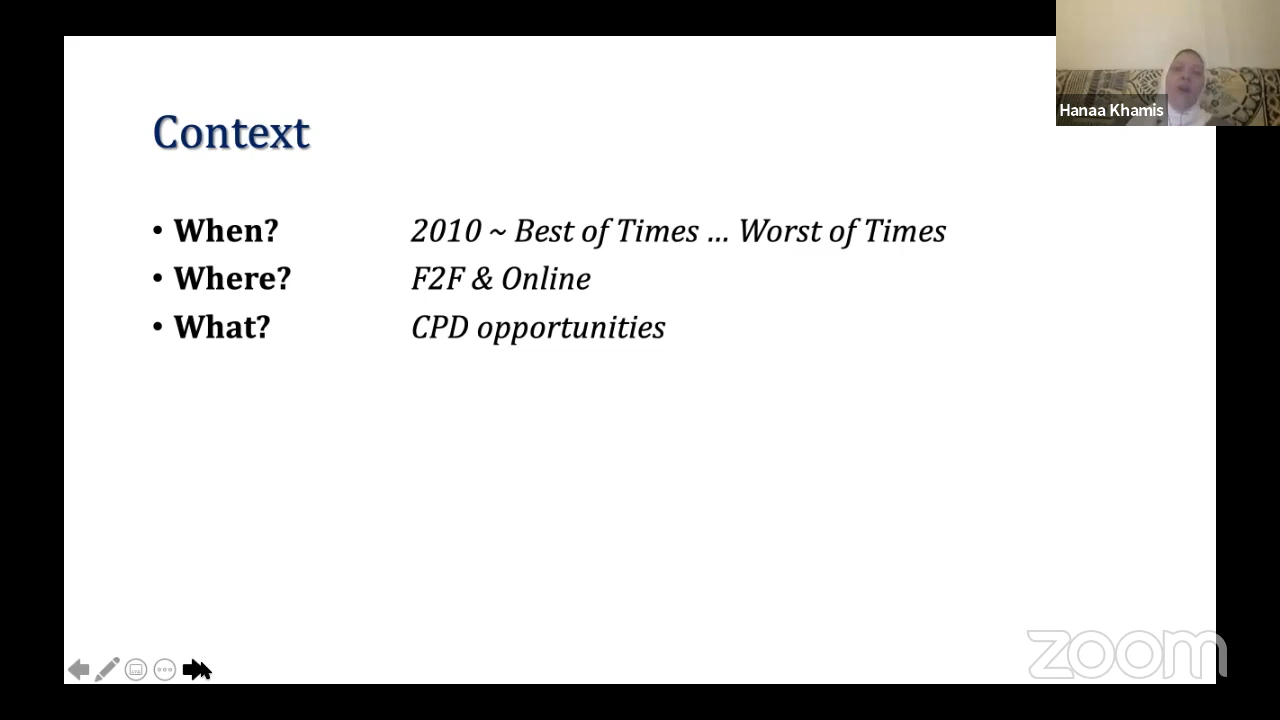 Hanaa Khamis
Context
• When? 2010 ~ Best of Times ... Worst of Times
• Where? F2F & Online
• What? CPD opportunities
zoom